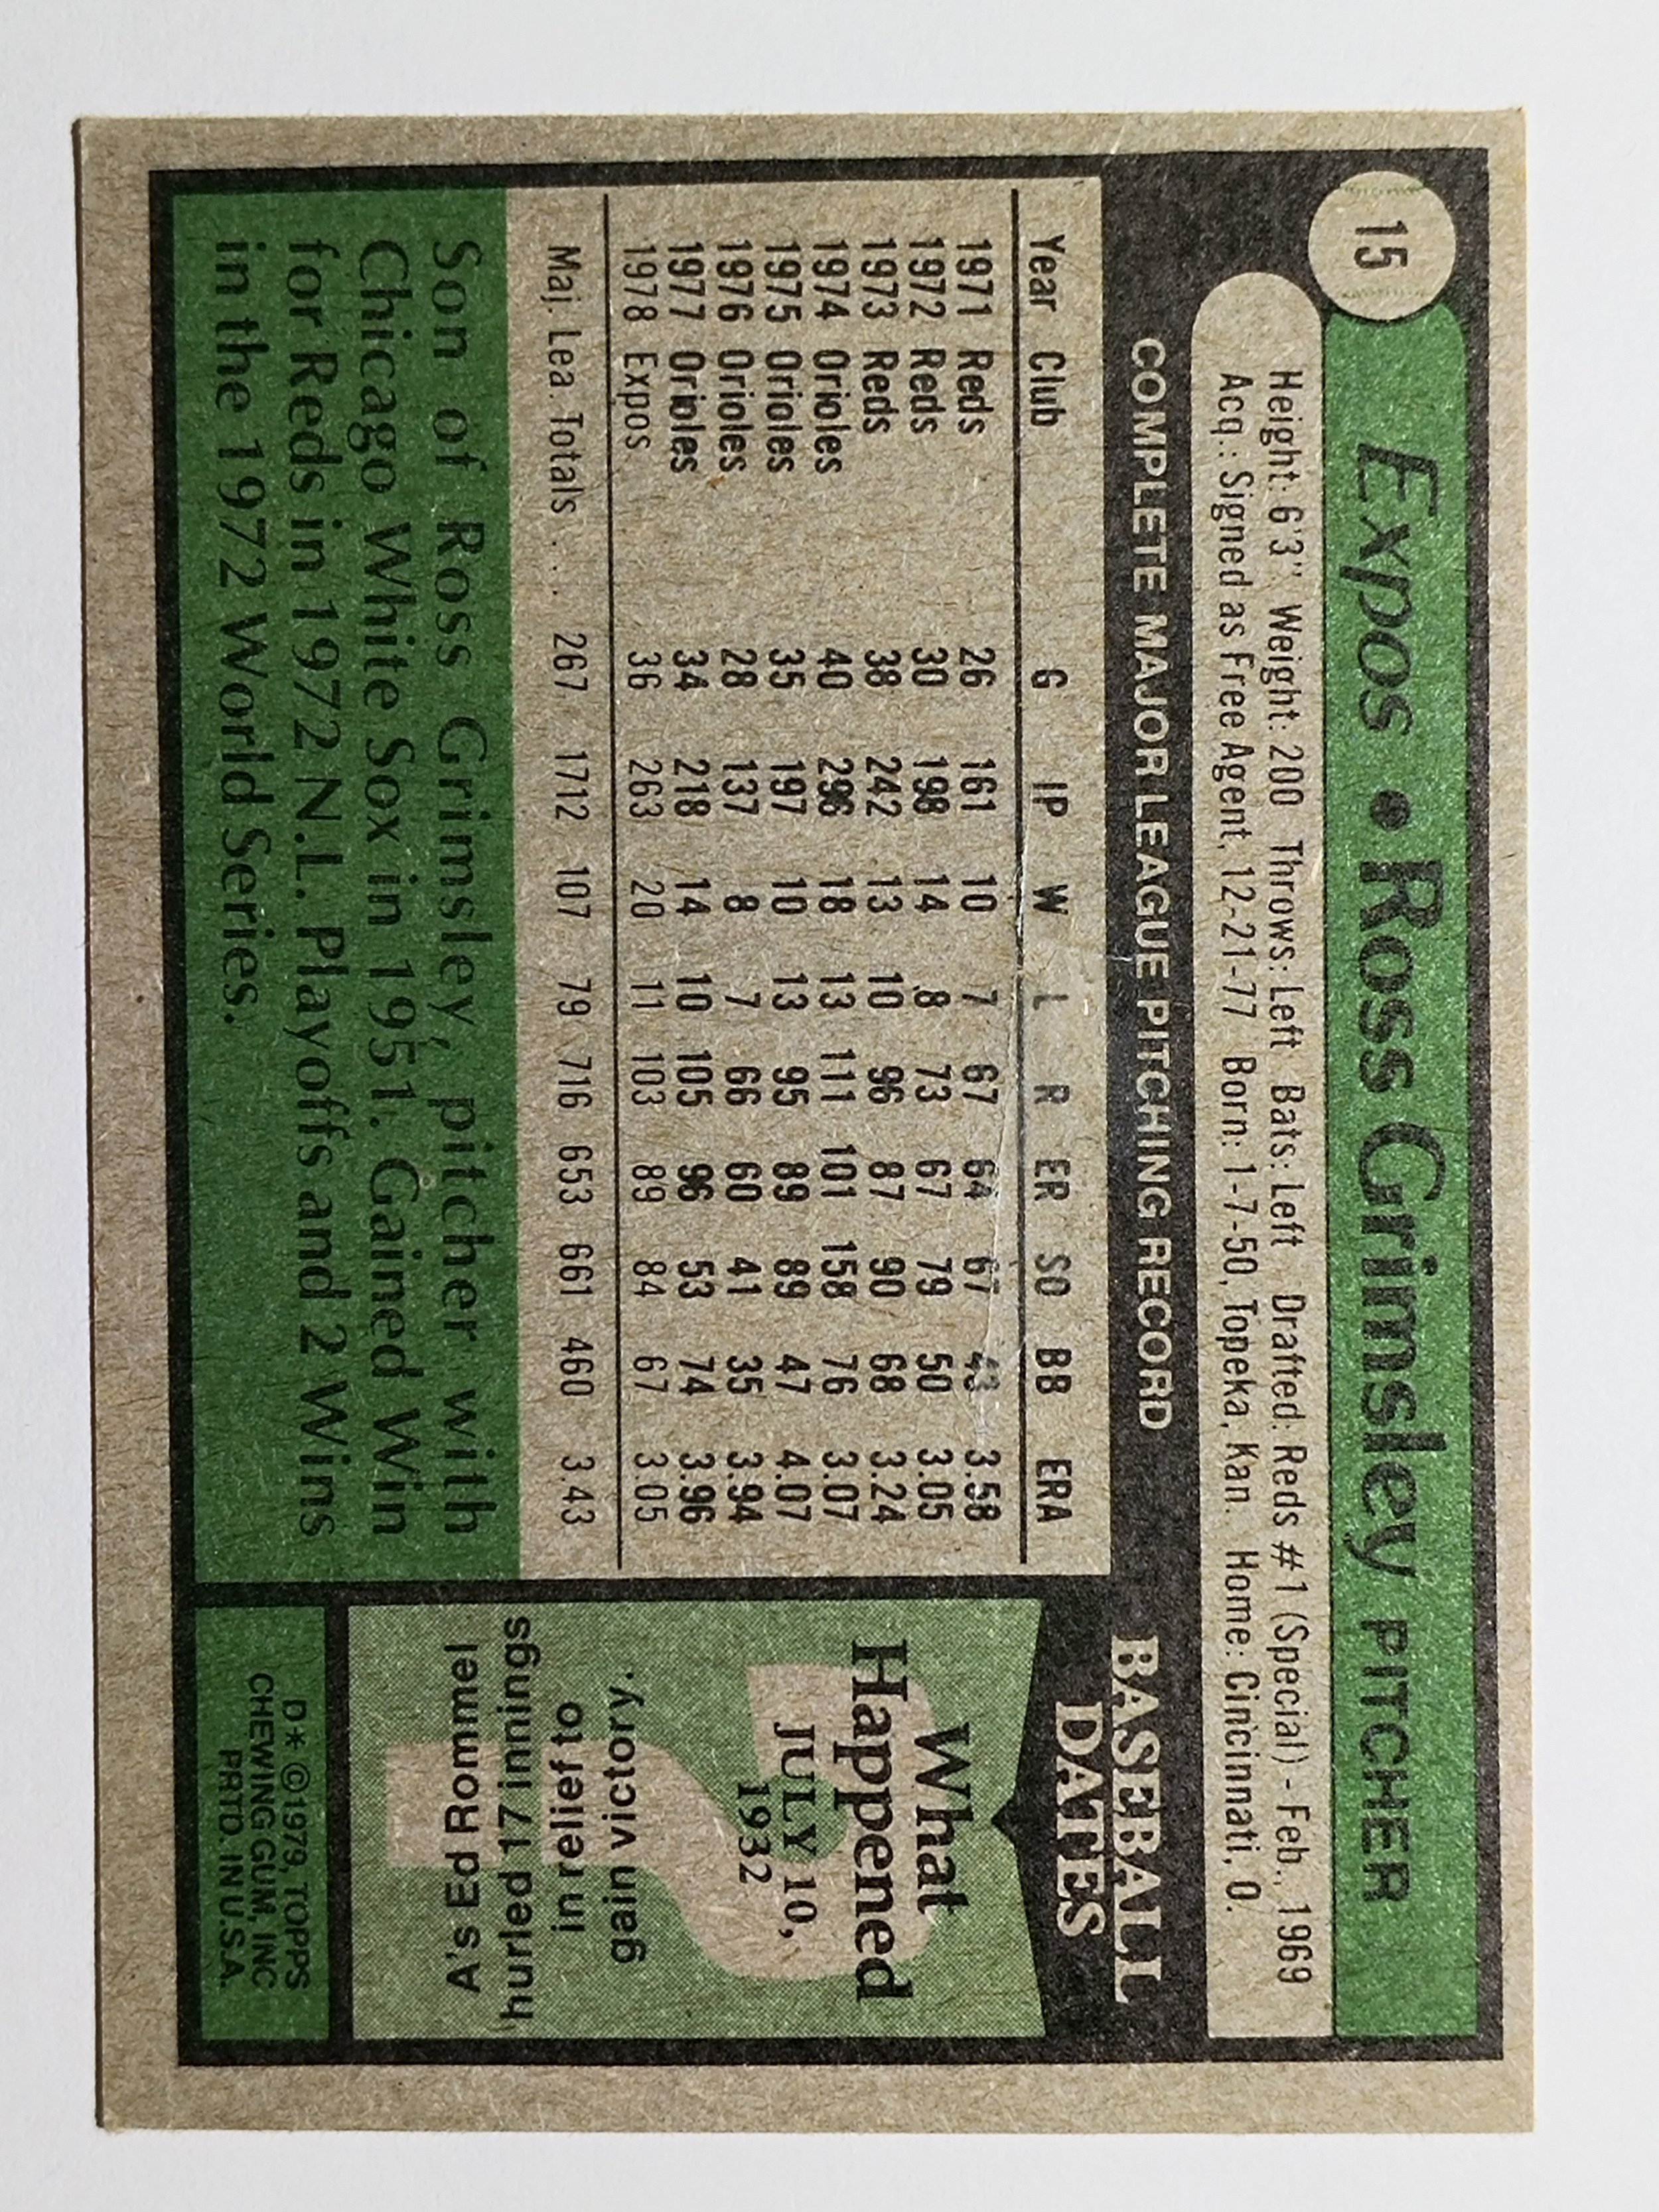 15
Expos • Ross Grimsley PITCHER
Height: 6'3" Weight: 200 Throws: Left Bats: Left Drafted: Reds #1 (Special) - Feb., 1969
Acq.: Signed as Free Agent, 12-21-77 Born: 1-7-50, Topeka, Kan. Home: Cincinnati, O.
COMPLETE MAJOR LEAGUE PITCHING RECORD
Year Club G IP W L R ER SO BB ERA
1971 Reds 26 161 10 7 67 64 67 43 3.58
1972 Reds 30 198 14 8 73 67 79 50 3.05
1973 Reds 38 242 13 10 96 87 90 68 3.24
1974 Orioles 40 296 18 13 111 101 158 76 3.07
1975 Orioles 35 197 10 13 95 89 89 47 4.07
1976 Orioles 28 137 8 7 66 60 41 35 3.94
1977 Orioles 34 218 14 10 105 96 53 74 3.96
1978 Expos 36 263 20 11 103 89 84 67 3.05
Maj. Lea. Totals . . . 267 1712 107 79 716 653 661 460 3.43
Son of Ross Grimsley, pitcher with
Chicago White Sox in 1951. Gained Win
for Reds in 1972 N.L. Playoffs and 2 Wins
in the 1972 World Series.
BASEBALL
DATES
What
Happened
JULY 10,
1932
?
A's Ed Rommel
hurled 17 innings
in relief to
gain victory.
D* ©1979, TOPPS
CHEWING GUM, INC
PRTD. IN U.S.A.